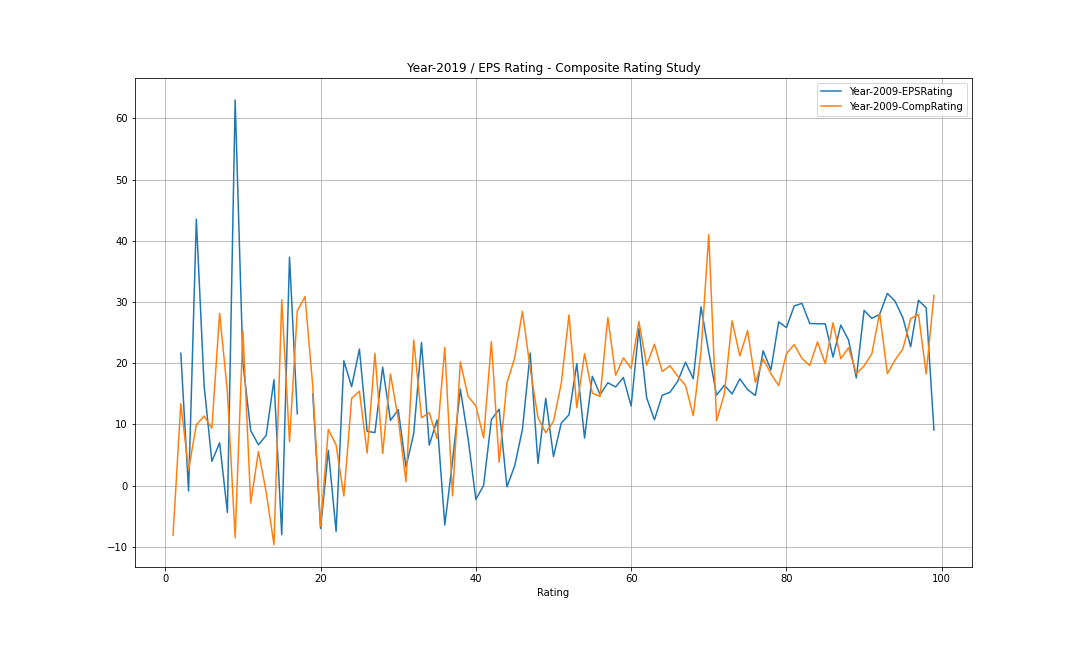 Year-2019 / EPS Rating - Composite Rating Study
Year-2009-EPSRating
Year-2009-CompRating
60
50
40
30
20
10
0
−10
0 20 40 60 80 100
Rating